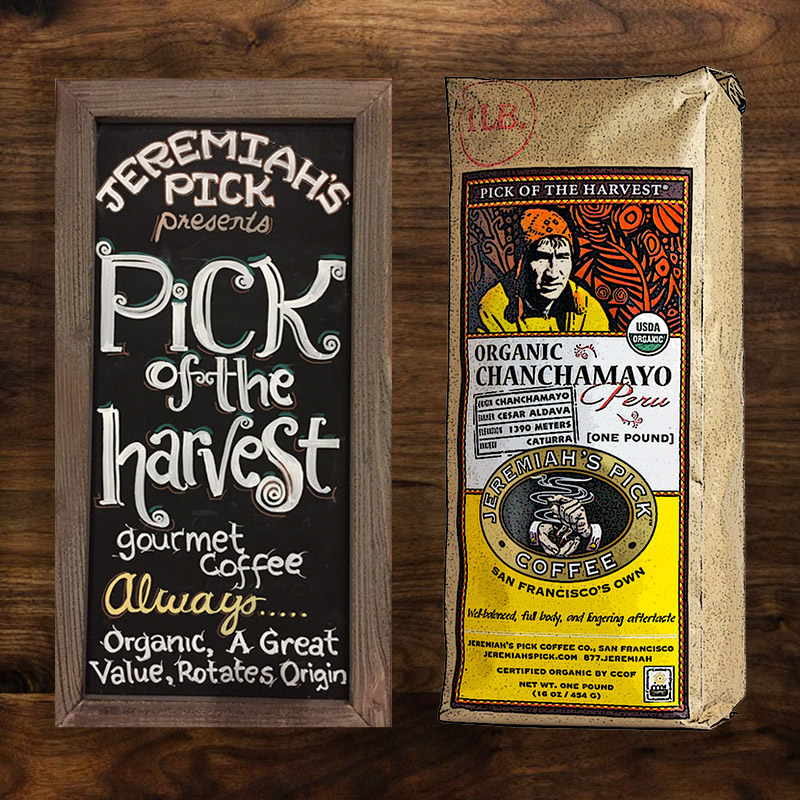 JEREMIAH'S
PICK
presents
PiCK
of the
harvest
gourmet
Coffee
Always.....
Organic, A Great
Value, Rotates Origin
1LB.
PICK OF THE HARVEST®
USDA
ORGANIC
ORGANIC
CHANCHAMAYO
Peru
CHANCHAMAYO
CESAR ALDAVA
ELEVATION 1390 METERS
CATURRA
[ONE POUND]
JEREMIAH'S PICK™
COFFEE
SAN FRANCISCO'S OWN
Well-balanced, full body, and lingering aftertaste
JEREMIAH'S PICK COFFEE CO., SAN FRANCISCO
JEREMIAHSPICK.COM 877.JEREMIAH
CERTIFIED ORGANIC BY CCOF
NET WT. ONE POUND
(16 OZ / 454 G)